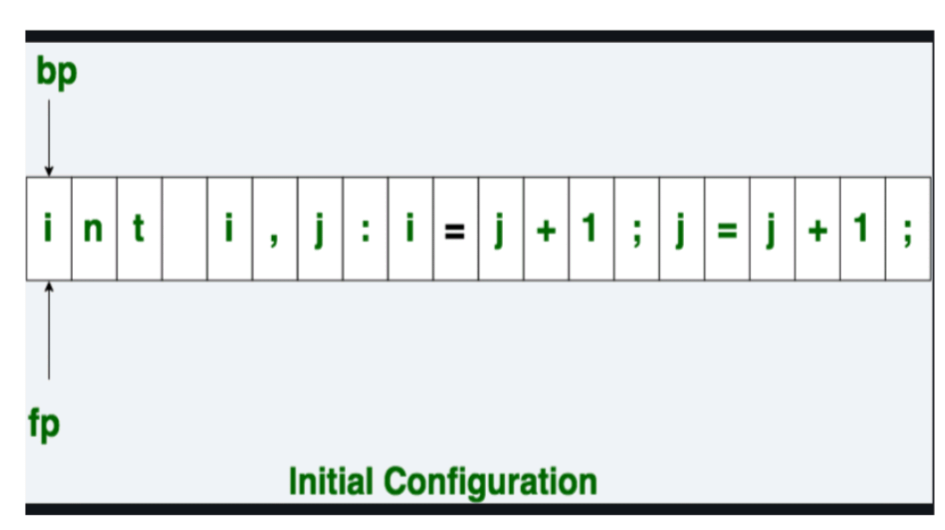 bp
i n t   i , j : i = j + 1 ; j = j + 1 ;
fp
Initial Configuration